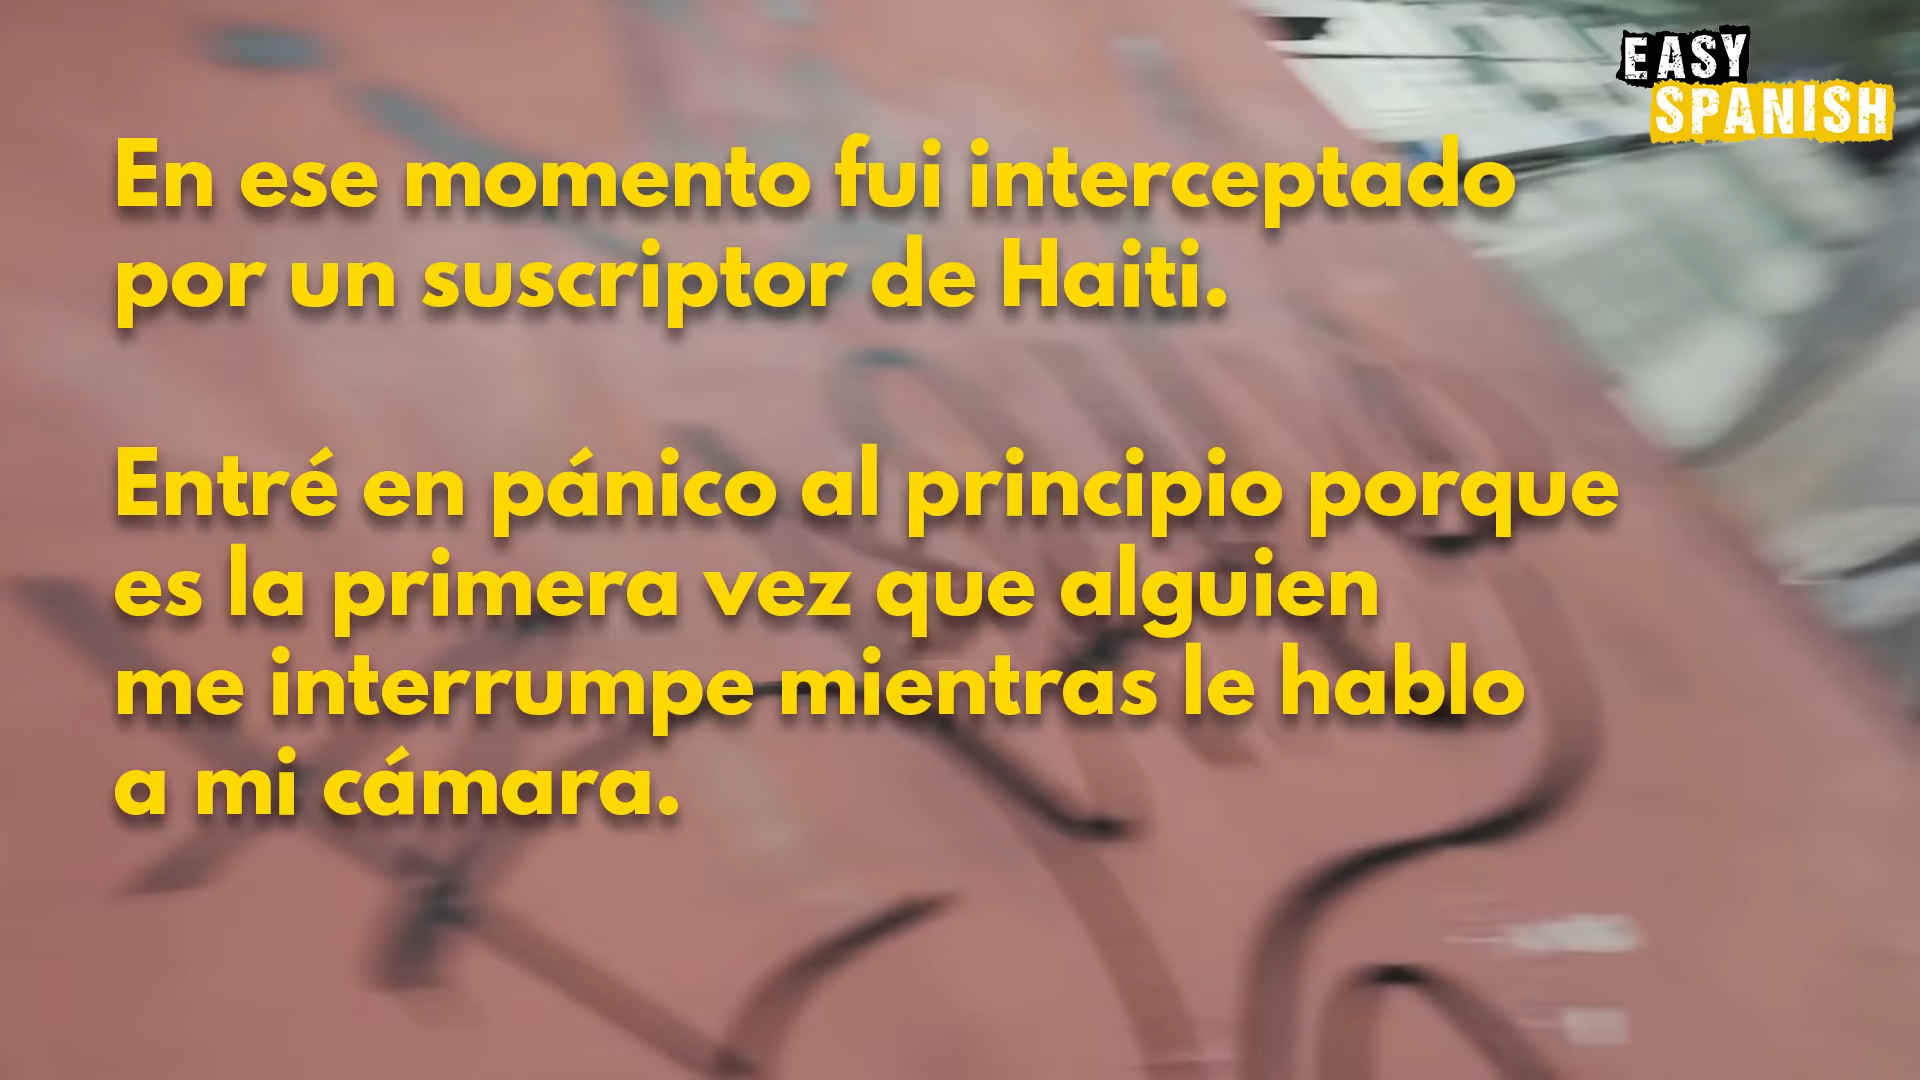 EASY
SPANISH
En ese momento fui interceptado
por un suscriptor de Haiti.
Entré en pánico al principio porque
es la primera vez que alguien
me interrumpe mientras le hablo
a mi cámara.